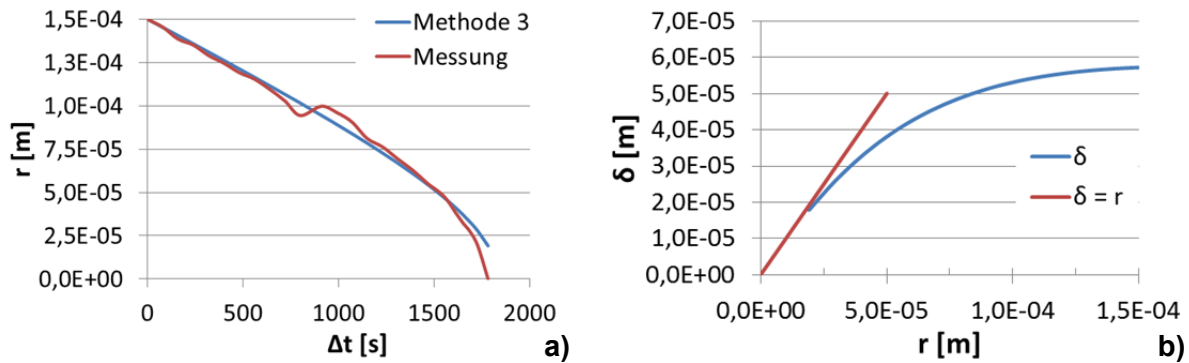 1,5E-04
1,3E-04
1,0E-04
7,5E-05
5,0E-05
2,5E-05
0,0E+00
r [m]
0
500
1000
1500
2000
Δt [s]
Methode 3
Messung
a)
7,0E-05
6,0E-05
5,0E-05
4,0E-05
3,0E-05
2,0E-05
1,0E-05
0,0E+00
δ [m]
0,0E+00
5,0E-05
1,0E-04
1,5E-04
r [m]
δ
δ = r
b)